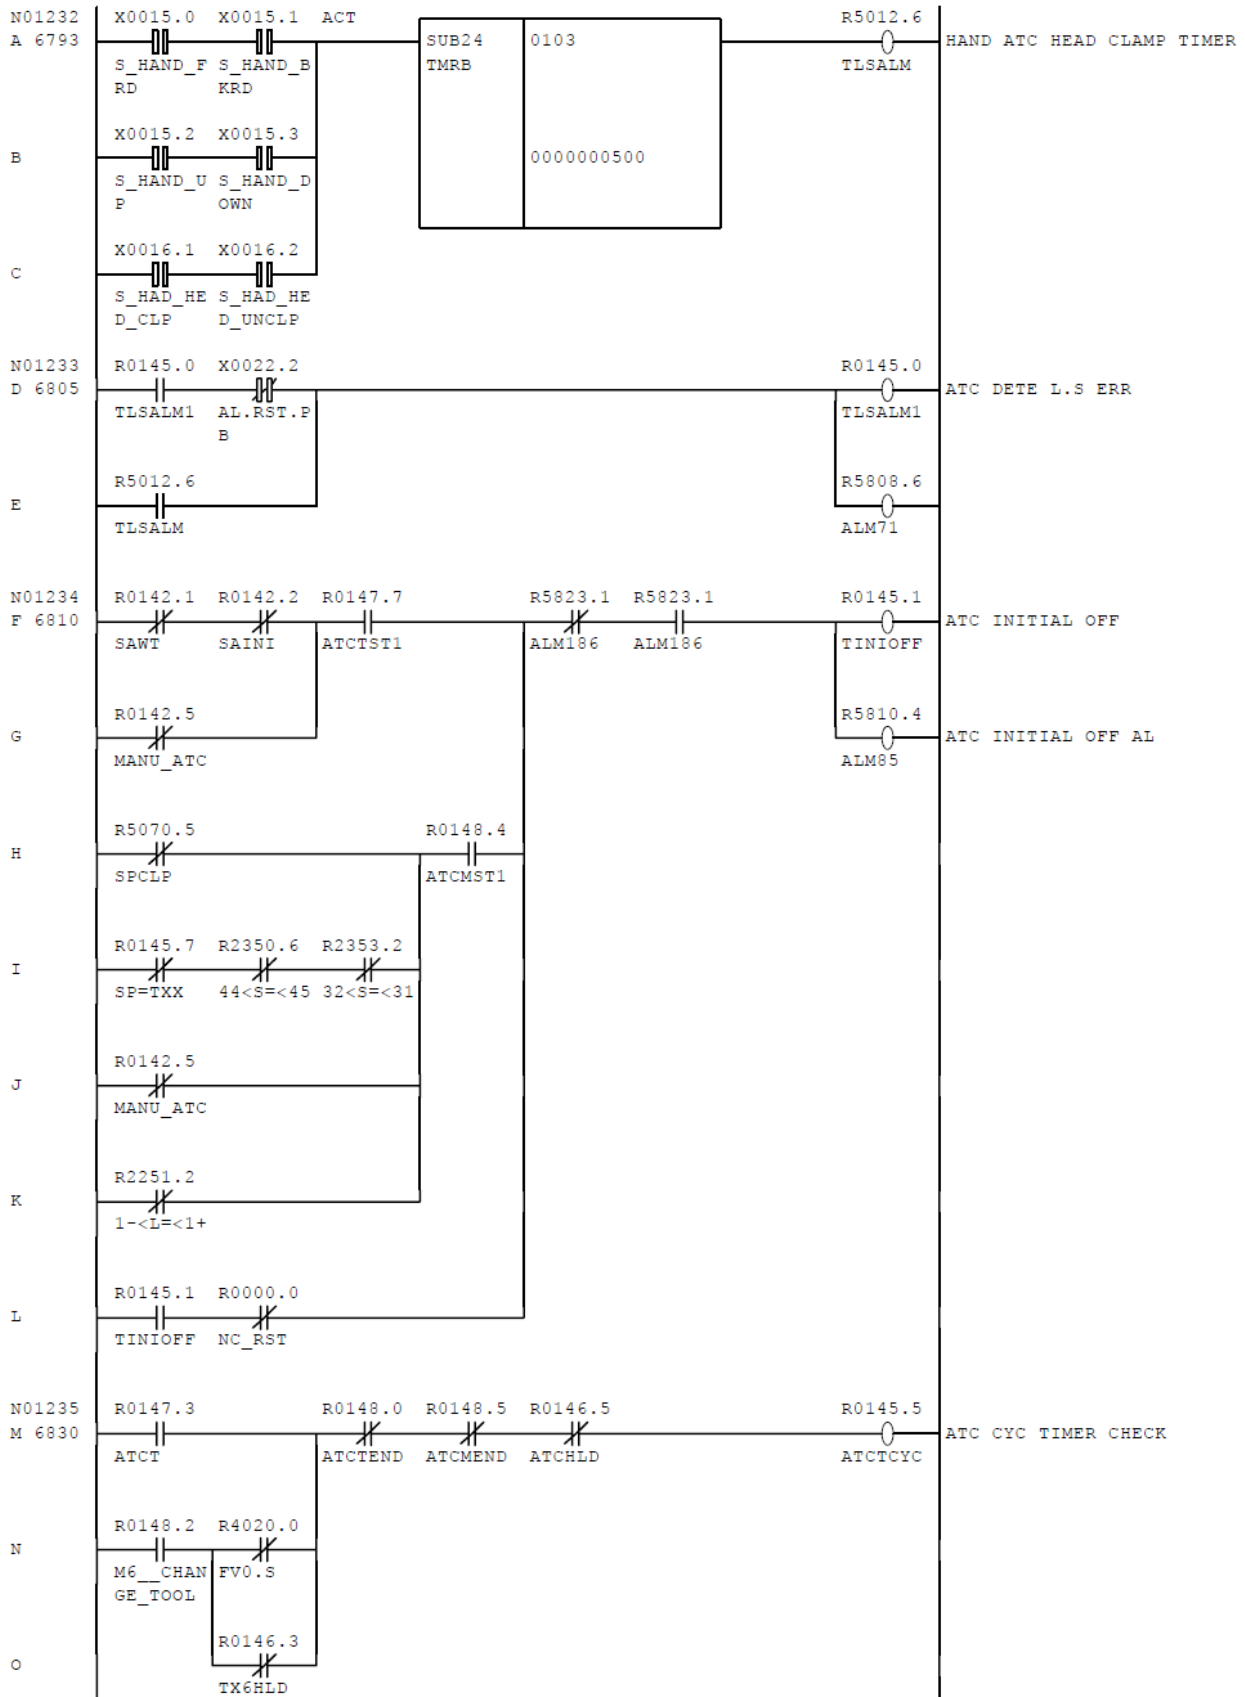 N01232 X0015.0 X0015.1 ACT R5012.6
A 6793 SUB24 0103 HAND ATC HEAD CLAMP TIMER
S_HAND_F S_HAND_B TMRB TLSALM
RD KRD
X0015.2 X0015.3
B 0000000500
S_HAND_U S_HAND_D
P OWN
X0016.1 X0016.2
C
S_HAD_HE S_HAD_HE
D_CLP D_UNCLP
N01233 R0145.0 X0022.2 R0145.0
D 6805 ATC DETE L.S ERR
TLSALM1 AL.RST.P TLSALM1
B
R5012.6 R5808.6
E
TLSALM ALM71
N01234 R0142.1 R0142.2 R0147.7 R5823.1 R5823.1 R0145.1
F 6810 ATC INITIAL OFF
SAWT SAINI ATCTST1 ALM186 ALM186 TINIOFF
R0142.5 R5810.4
G ATC INITIAL OFF AL
MANU_ATC ALM85
R5070.5 R0148.4
H
SPCLP ATCMST1
R0145.7 R2350.6 R2353.2
I
SP=TXX 44<S=<45 32<S=<31
R0142.5
J
MANU_ATC
R2251.2
K
1-<L=<1+
R0145.1 R0000.0
L
TINIOFF NC_RST
N01235 R0147.3 R0148.0 R0148.5 R0146.5 R0145.5
M 6830 ATC CYC TIMER CHECK
ATCT ATCTEND ATCMEND ATCHLD ATCTCYC
R0148.2 R4020.0
N
M6__CHAN FV0.S
GE_TOOL
R0146.3
O
TX6HLD